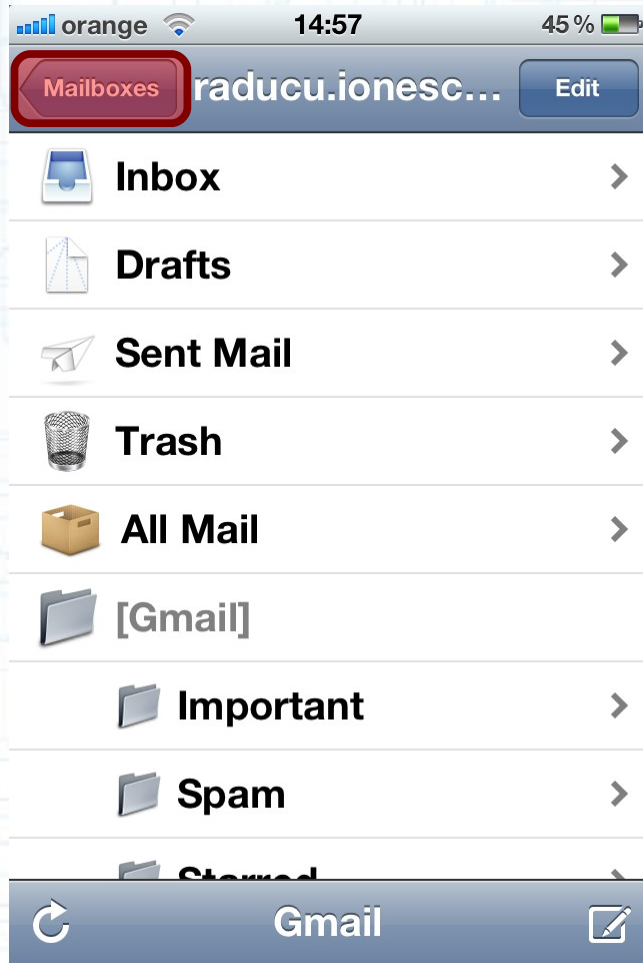 orange 14:57 45 %
Mailboxes raducu.ionesc... Edit
Inbox
Drafts
Sent Mail
Trash
All Mail
[Gmail]
Important
Spam
Starred
Gmail